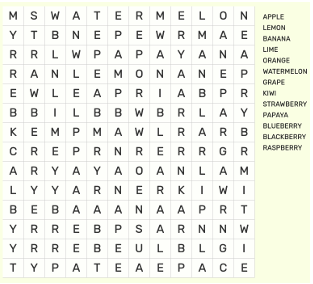 M S W A T E R M E L O N
Y T B N E P E W R M A E
R R L W P A P A Y A N A
R A N L E M O N A N E P
E W L E A P R I A B P R
B B I L B B W B R L A Y
K E M P M A W L R A R B
C R E P R N R E R R G R
A R Y A Y A O A N L A M
L Y Y A R N E R K I W I
B E B A A A N A A P R T
Y R R E B P S A R N N W
Y R R E B E U L B L G I
T Y P A T E A E P A C E
APPLE
LEMON
BANANA
LIME
ORANGE
WATERMELON
GRAPE
KIWI
STRAWBERRY
PAPAYA
BLUEBERRY
BLACKBERRY
RASPBERRY